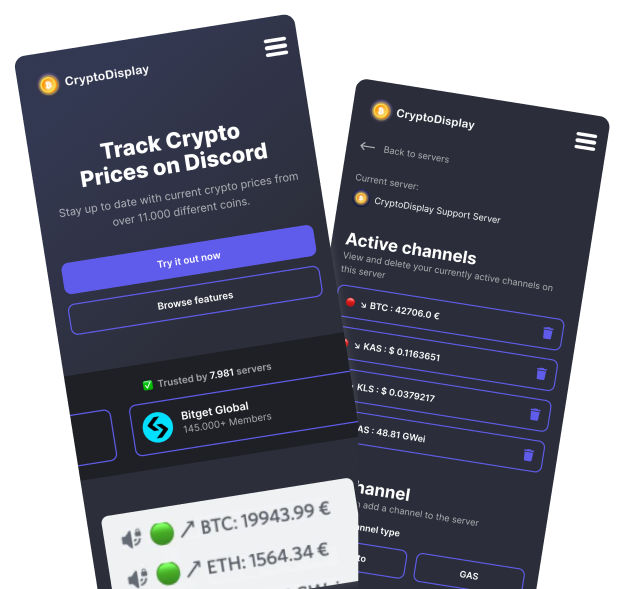 CryptoDisplay
Track Crypto
Prices on Discord
Stay up to date with current crypto prices from
over 11.000 different coins.
Try it out now
Browse features
✅ Trusted by 7.981 servers
Bitget Global
145.000+ Members
↗ BTC: 19943.99 €
↗ ETH: 1564.34 €
CryptoDisplay
← Back to servers
Current server:
CryptoDisplay Support Server
Active channels
View and delete your currently active channels on
this server
↘ BTC : 42706.0 €
↘ KAS : $ 0.1163651
KLS : $ 0.0379217
AS : 48.81 GWei
hannel
add a channel to the server
nnel type
to
GAS